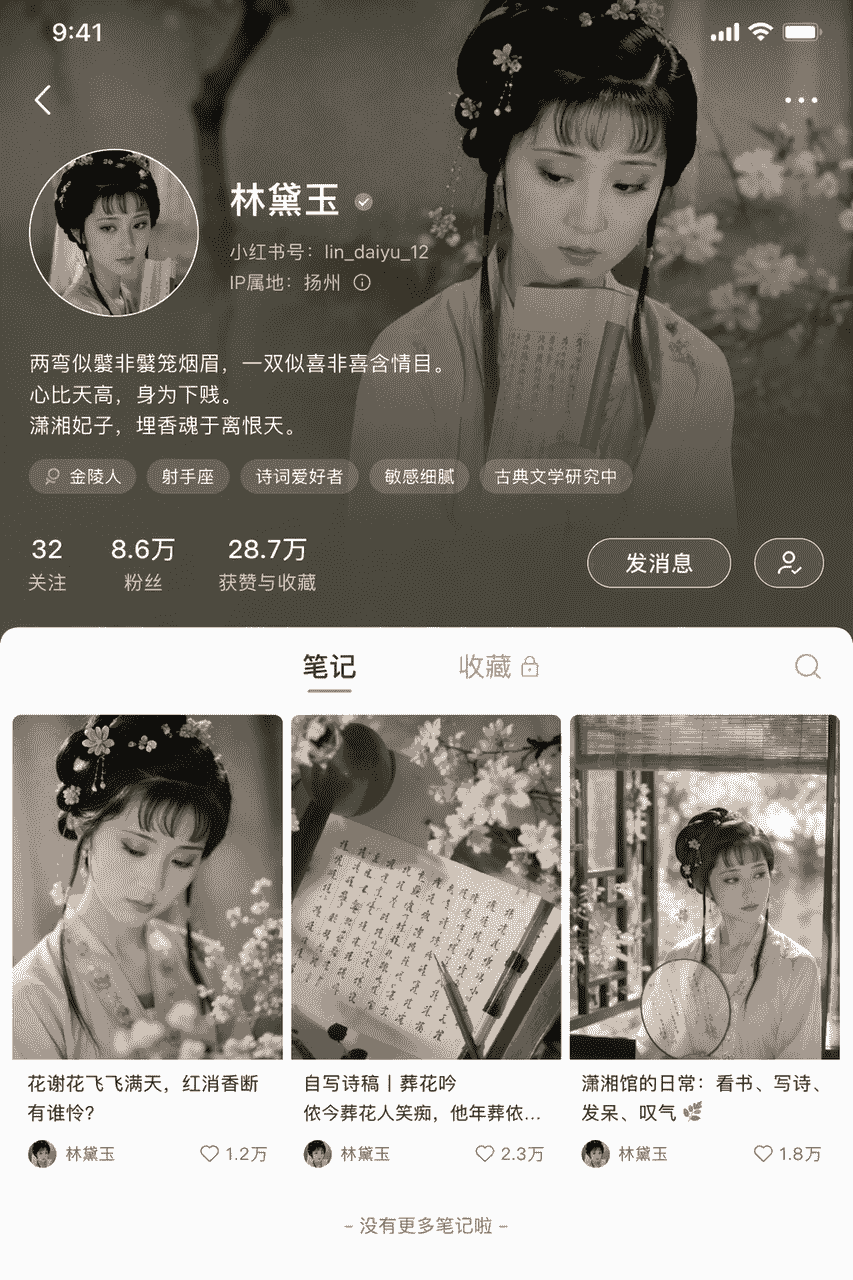 9:41
林黛玉
小红书号：lin_daiyu_12
IP属地：扬州
两弯似蹙非蹙笼烟眉，一双似喜非喜含情目。
心比天高，身为下贱。
潇湘妃子，埋香魂于离恨天。
金陵人 射手座 诗词爱好者 敏感细腻 古典文学研究中
32 8.6万 28.7万
关注 粉丝 获赞与收藏
发消息
笔记 收藏
花谢花飞飞满天，红消香断
有谁怜？
林黛玉 1.2万
自写诗稿丨葬花吟
侬今葬花人笑痴，他年葬侬...
林黛玉 2.3万
潇湘馆的日常：看书、写诗、
发呆、叹气
林黛玉 1.8万
- 没有更多笔记啦 -